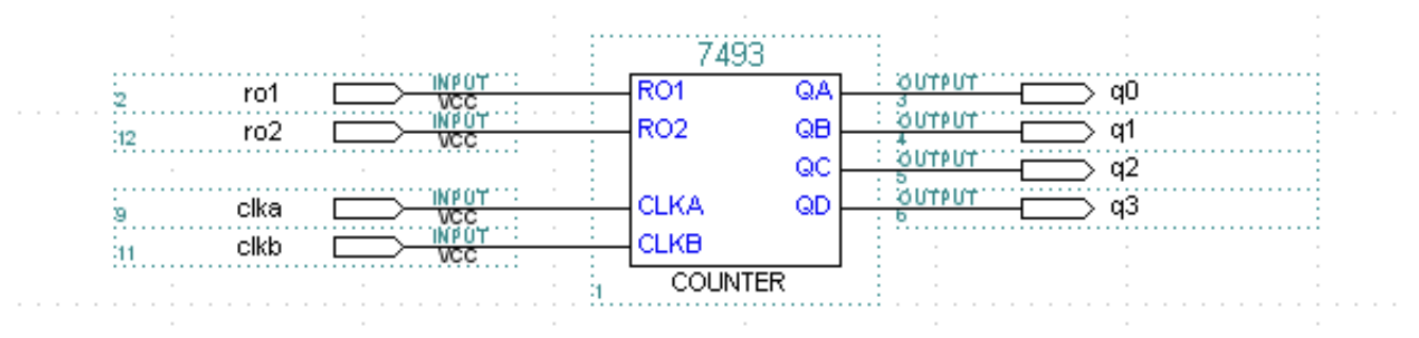 7493
2 ro1 INPUT VCC RO1 QA OUTPUT 3 q0
12 ro2 INPUT VCC RO2 QB OUTPUT 4 q1
QC OUTPUT 5 q2
9 clka INPUT VCC CLKA QD OUTPUT 6 q3
11 clkb INPUT VCC CLKB
1 COUNTER